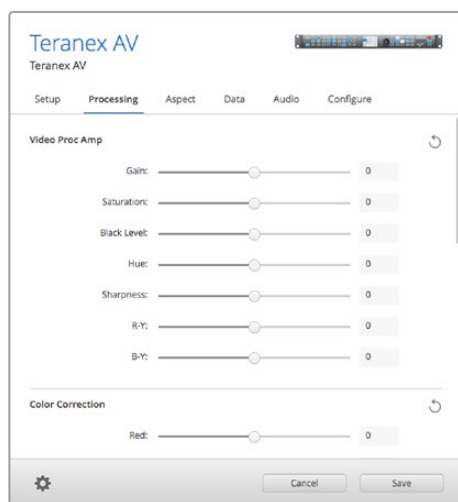 Teranex AV
Teranex AV
Setup Processing Aspect Data Audio Configure
Video Proc Amp
Gain: 0
Saturation: 0
Black Level: 0
Hue: 0
Sharpness: 0
R-Y: 0
B-Y: 0
Color Correction
Red: 0
Cancel Save